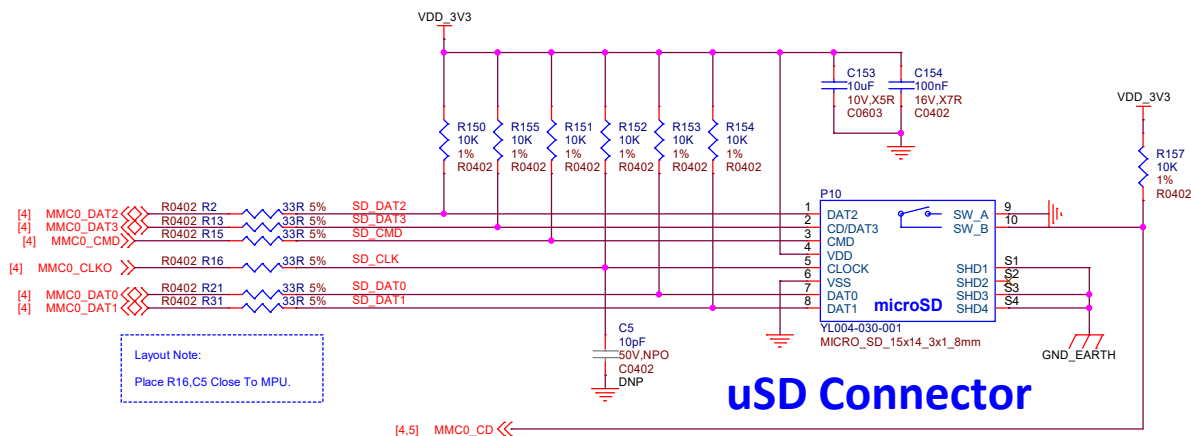 VDD_3V3
C153
10uF
10V,X5R
C0603
C154
100nF
16V,X7R
C0402
VDD_3V3
R150
10K
1%
R0402
R155
10K
1%
R0402
R151
10K
1%
R0402
R152
10K
1%
R0402
R153
10K
1%
R0402
R154
10K
1%
R0402
R157
10K
1%
R0402
[4] MMC0_DAT2 R0402 R2 33R 5% SD_DAT2
[4] MMC0_DAT3 R0402 R13 33R 5% SD_DAT3
[4] MMC0_CMD R0402 R15 33R 5% SD_CMD
[4] MMC0_CLKO R0402 R16 33R 5% SD_CLK
[4] MMC0_DAT0 R0402 R21 33R 5% SD_DAT0
[4] MMC0_DAT1 R0402 R31 33R 5% SD_DAT1
P10
1 DAT2
2 CD/DAT3
3 CMD
4 VDD
5 CLOCK
6 VSS
7 DAT0
8 DAT1
SW_A 9
SW_B 10
SHD1 S1
SHD2 S2
SHD3 S3
SHD4 S4
microSD
YL004-030-001
MICRO_SD_15x14_3x1_8mm
GND_EARTH
C5
10pF
50V,NPO
C0402
DNP
Layout Note:
Place R16,C5 Close To MPU.
uSD Connector
[4,5] MMC0_CD